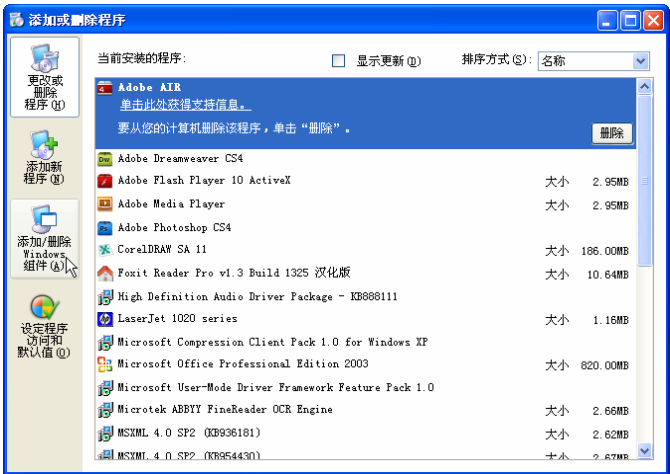 添加或删除程序
更改或
删除
程序(H)
添加新
程序(N)
添加/删除
Windows
组件(A)
设定程序
访问和
默认值(O)
当前安装的程序:
显示更新(D)
排序方式(S): 名称
Adobe AIR
单击此处获得支持信息。
要从您的计算机删除该程序，单击“删除”。
删除
Adobe Dreamweaver CS4
Adobe Flash Player 10 ActiveX 大小 2.95MB
Adobe Media Player 大小 2.95MB
Adobe Photoshop CS4
CorelDRAW SA 11 大小 186.00MB
Foxit Reader Pro v1.3 Build 1325 汉化版 大小 10.64MB
High Definition Audio Driver Package - KB888111
LaserJet 1020 series 大小 1.16MB
Microsoft Compression Client Pack 1.0 for Windows XP
Microsoft Office Professional Edition 2003 大小 820.00MB
Microsoft User-Mode Driver Framework Feature Pack 1.0
Microtek ABBYY FineReader OCR Engine 大小 2.66MB
MSXML 4.0 SP2 (KB936181) 大小 2.62MB
MSXML 4.0 SP2 (KB954430) 大小 2.67MB